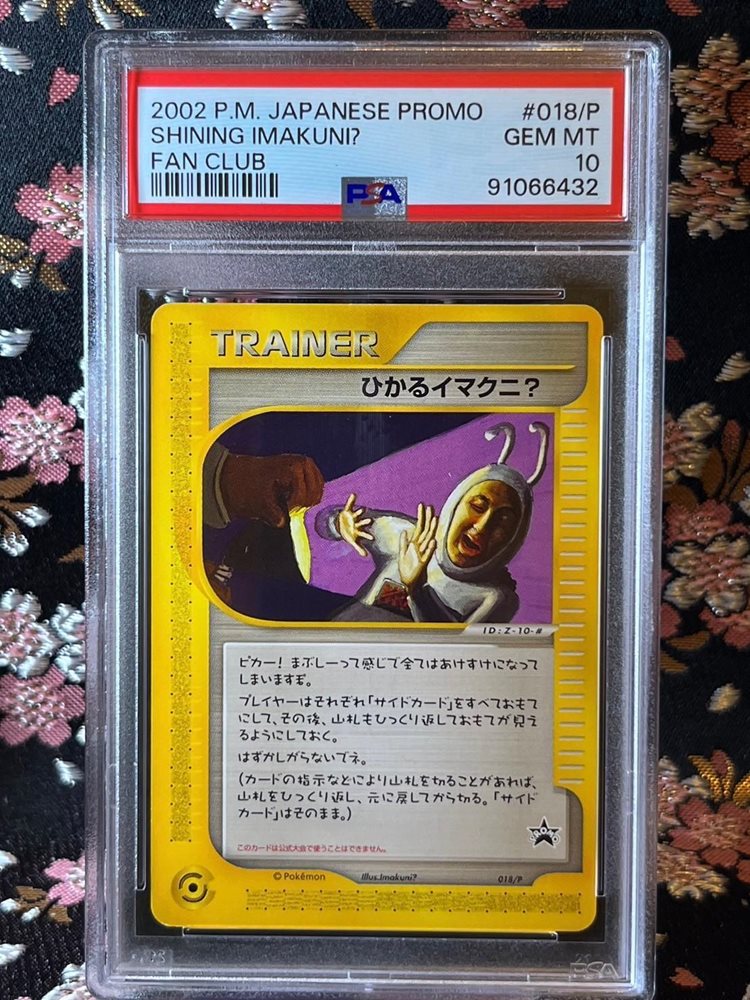 2002 P.M. JAPANESE PROMO #018/P
SHINING IMAKUNI? GEM MT
FAN CLUB 10
PSA 91066432
TRAINER
ひかるイマクニ?
ID:Z-10-#
ピカー! まぶしーって感じで全てはあけすけになって
しまいますぞ。
プレイヤーはそれぞれ「サイドカード」をすべておもて
にして、その後、山札もひっくり返しておもてが見え
るようにしておく。
はずかしがらないでネ。
(カードの指示などにより山札を切ることがあれば、
山札をひっくり返し、元に戻してから切る。「サイド
カード」はそのまま。)
このカードは公式大会で使うことはできません。
PROMO
©Pokémon Illus.Imakuni? 018/P
PSA